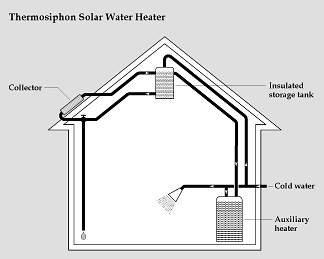 Thermosiphon Solar Water Heater
Collector
Insulated
storage tank
Cold water
Auxiliary
heater